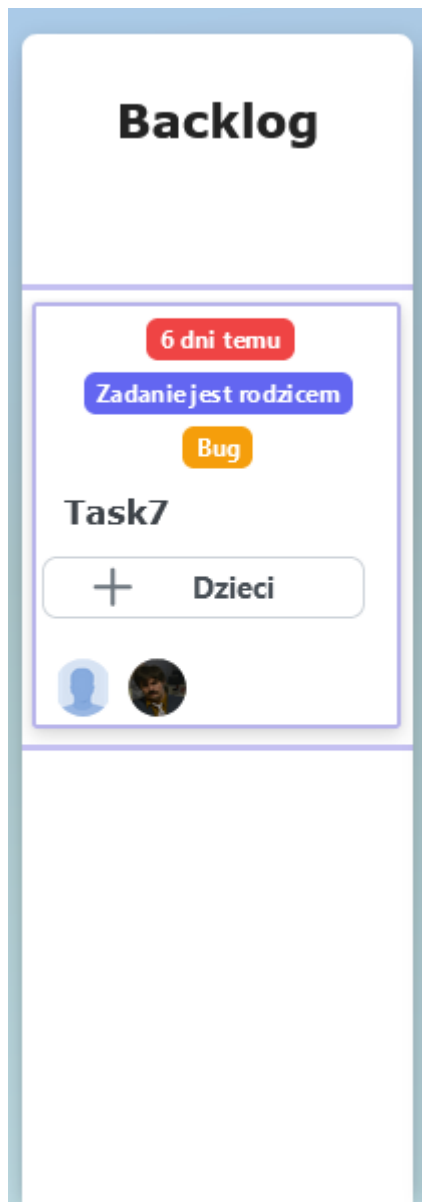 Backlog
6 dni temu
Zadanie jest rodzicem
Bug
Task7
Dzieci